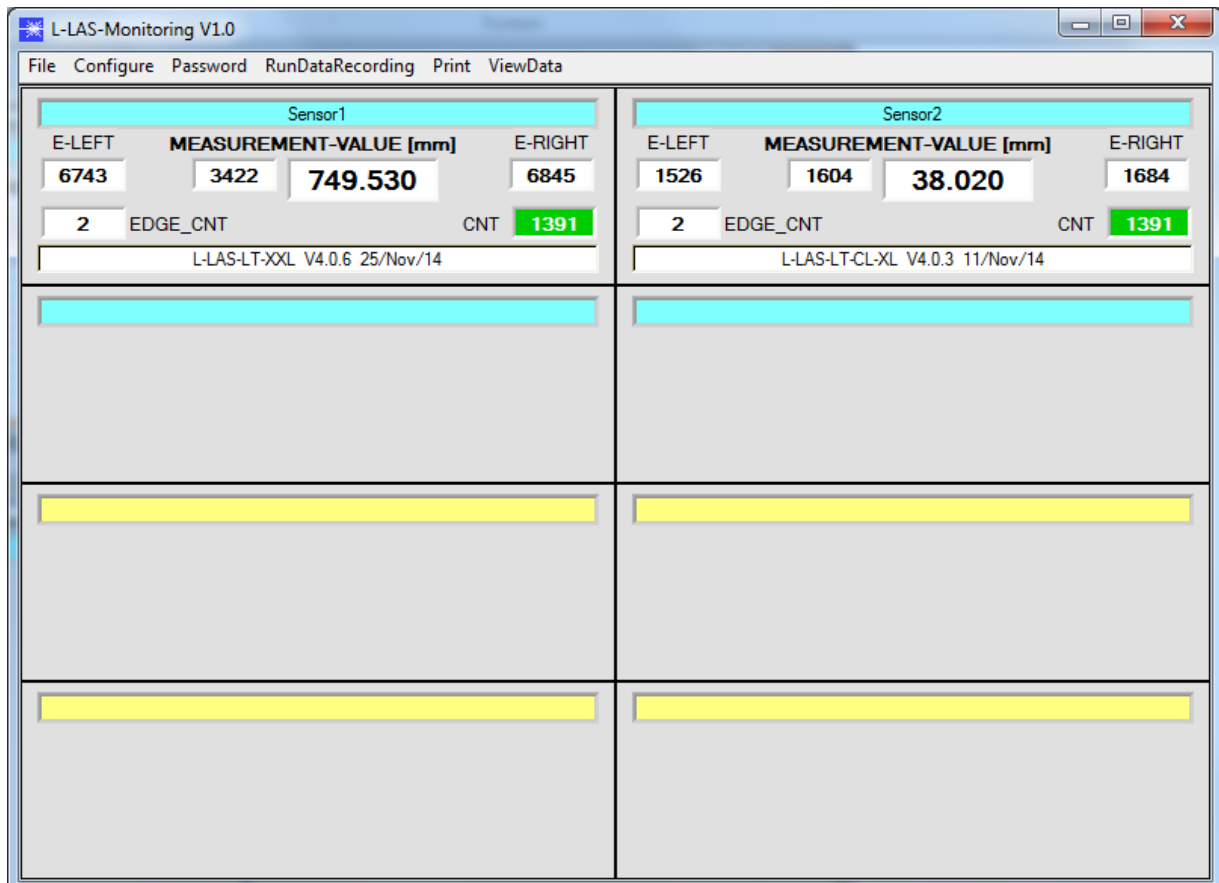 L-LAS-Monitoring V1.0
File Configure Password RunDataRecording Print ViewData
Sensor1
E-LEFT MEASUREMENT-VALUE [mm] E-RIGHT
6743 3422 749.530 6845
2 EDGE_CNT CNT 1391
L-LAS-LT-XXL V4.0.6 25/Nov/14
Sensor2
E-LEFT MEASUREMENT-VALUE [mm] E-RIGHT
1526 1604 38.020 1684
2 EDGE_CNT CNT 1391
L-LAS-LT-CL-XL V4.0.3 11/Nov/14